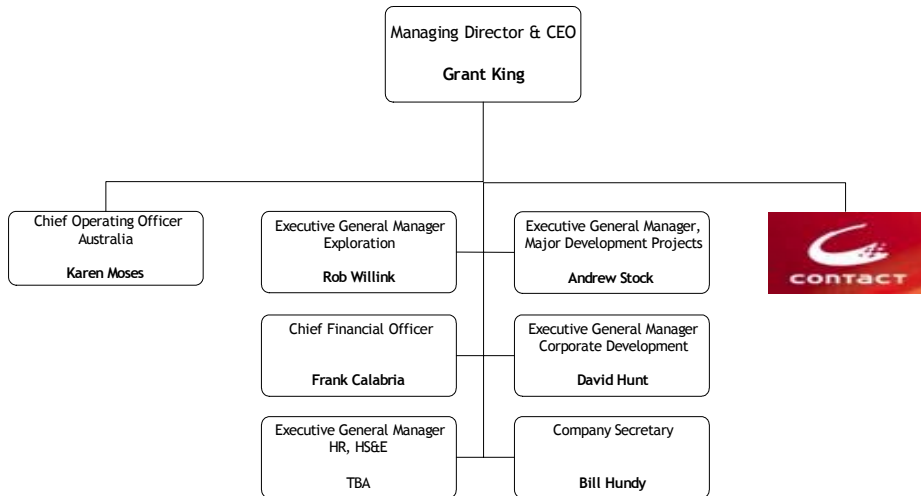 Managing Director & CEO
Grant King
Chief Operating Officer
Australia
Karen Moses
Executive General Manager
Exploration
Rob Willink
Executive General Manager,
Major Development Projects
Andrew Stock
CONTACT
Chief Financial Officer
Frank Calabria
Executive General Manager
Corporate Development
David Hunt
Executive General Manager
HR, HS&E
TBA
Company Secretary
Bill Hundy